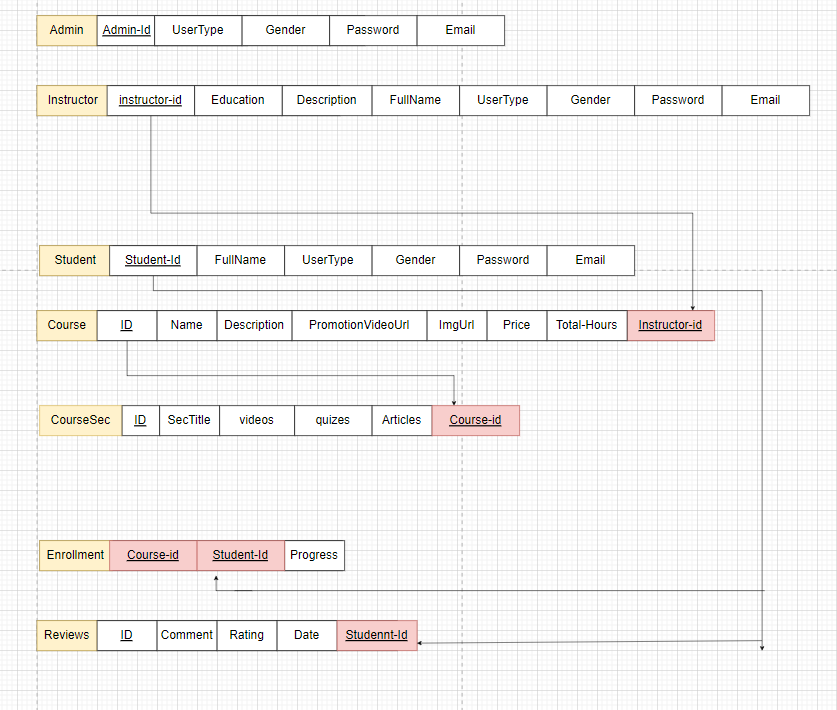 Admin Admin-Id UserType Gender Password Email
Instructor instructor-id Education Description FullName UserType Gender Password Email
Student Student-Id FullName UserType Gender Password Email
Course ID Name Description PromotionVideoUrl ImgUrl Price Total-Hours Instructor-id
CourseSec ID SecTitle videos quizes Articles Course-id
Enrollment Course-id Student-Id Progress
Reviews ID Comment Rating Date Studennt-Id